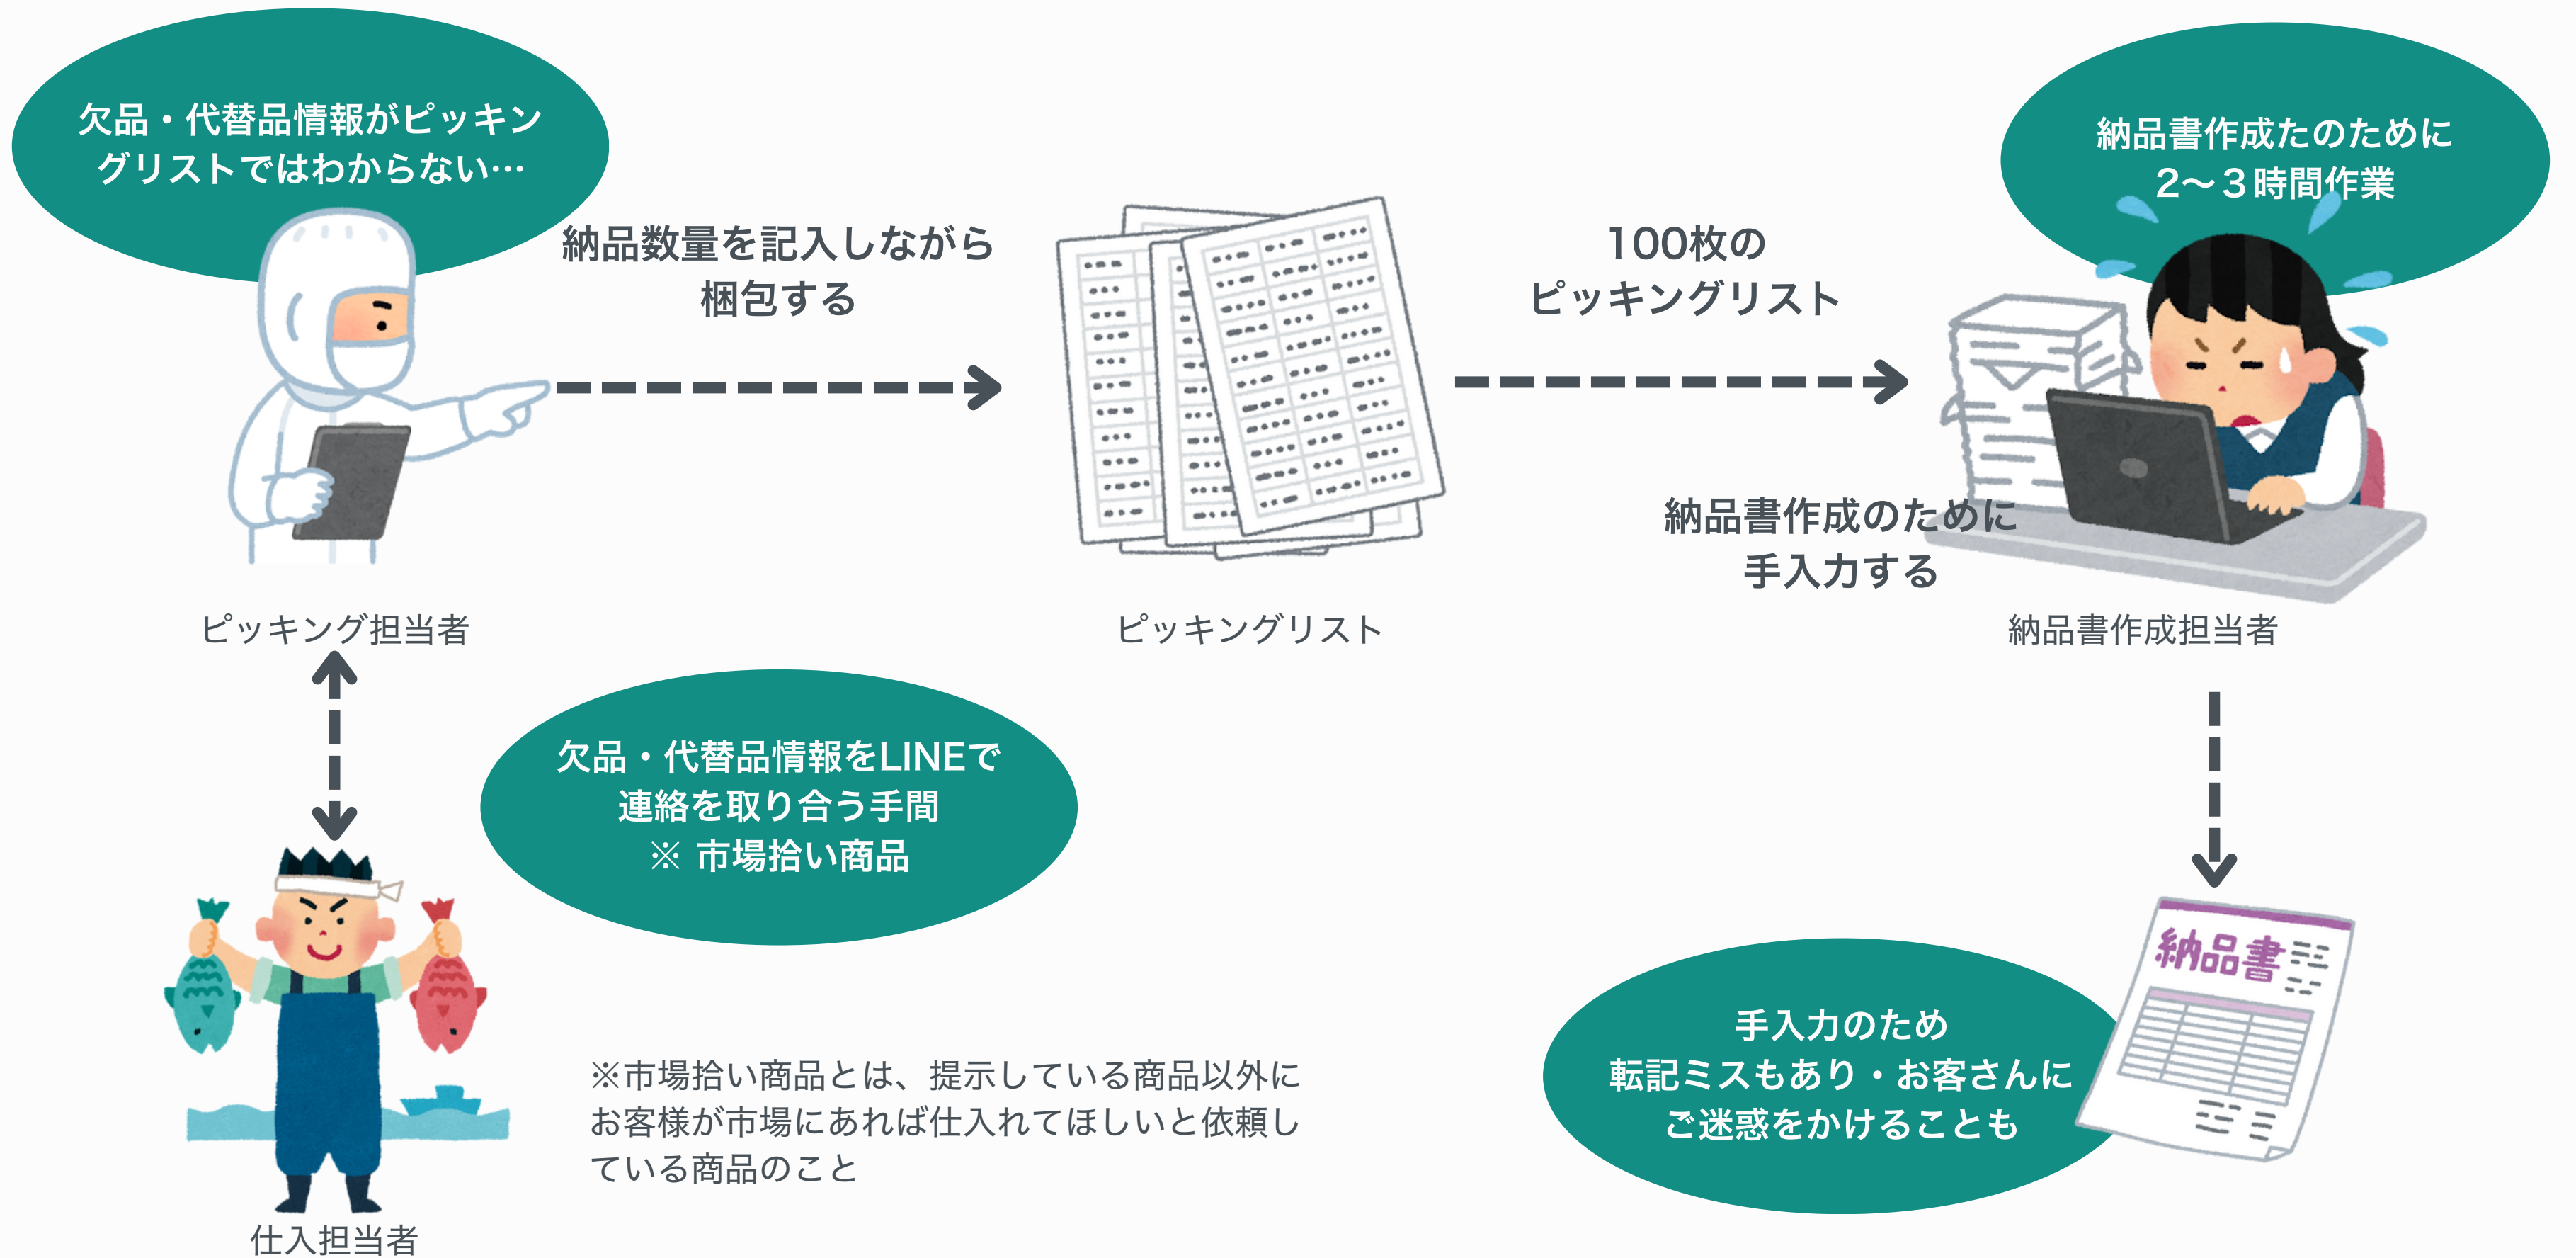 欠品・代替品情報がピッキン
グリストではわからない…
納品書作成たのために
2〜３時間作業
納品数量を記入しながら
梱包する
100枚の
ピッキングリスト
納品書作成のために
手入力する
ピッキング担当者
ピッキングリスト
納品書作成担当者
欠品・代替品情報をLINEで
連絡を取り合う手間
※ 市場拾い商品
納品書
手入力のため
転記ミスもあり・お客さんに
ご迷惑をかけることも
※市場拾い商品とは、提示している商品以外に
お客様が市場にあれば仕入れてほしいと依頼し
ている商品のこと
仕入担当者